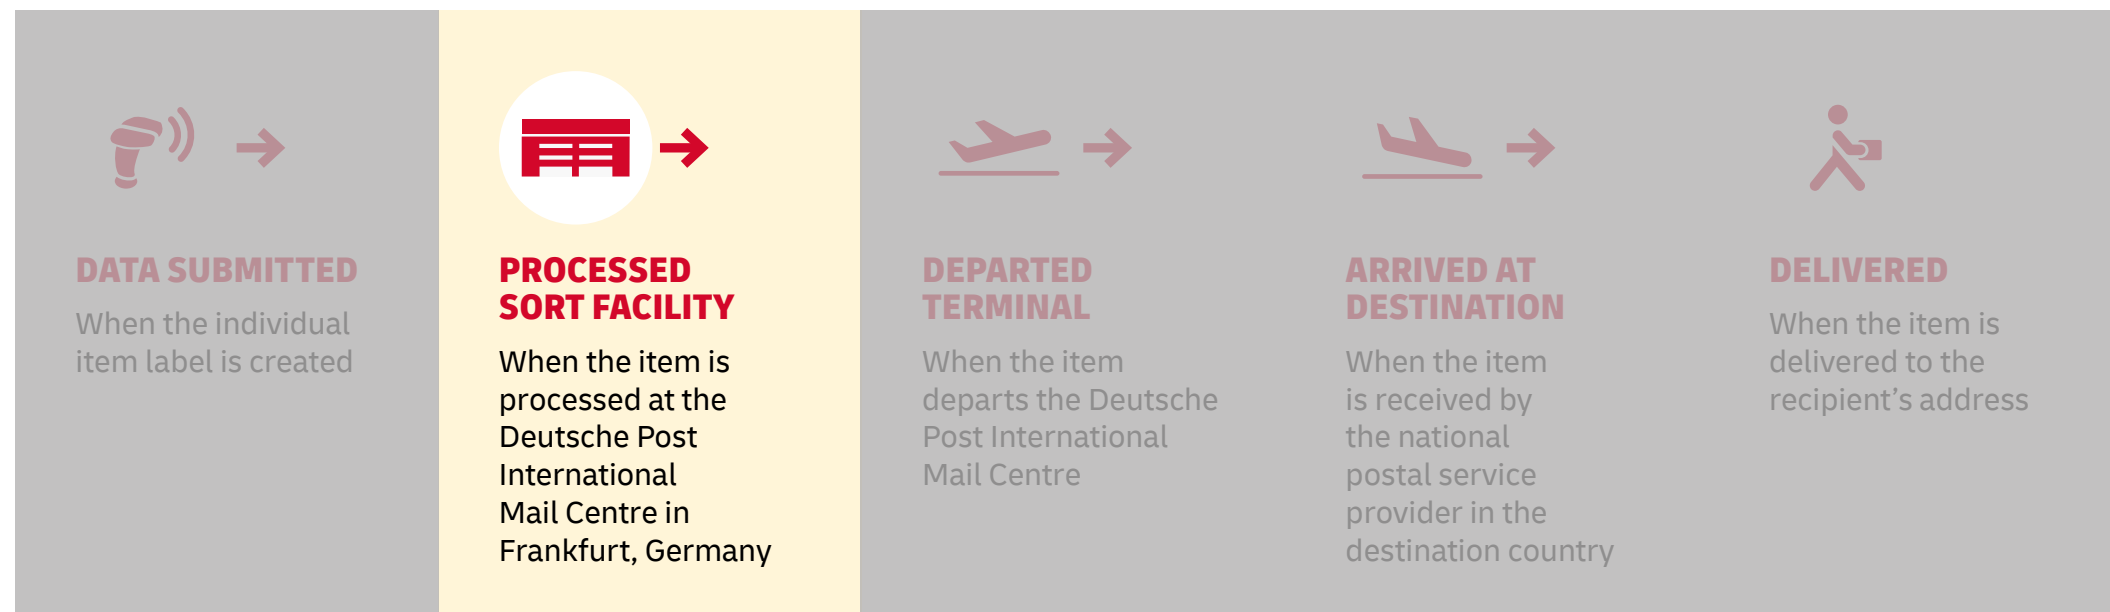 DATA SUBMITTED
When the individual
item label is created
PROCESSED
SORT FACILITY
When the item is
processed at the
Deutsche Post
International
Mail Centre in
Frankfurt, Germany
DEPARTED
TERMINAL
When the item
departs the Deutsche
Post International
Mail Centre
ARRIVED AT
DESTINATION
When the item
is received by
the national
postal service
provider in the
destination country
DELIVERED
When the item is
delivered to the
recipient’s address